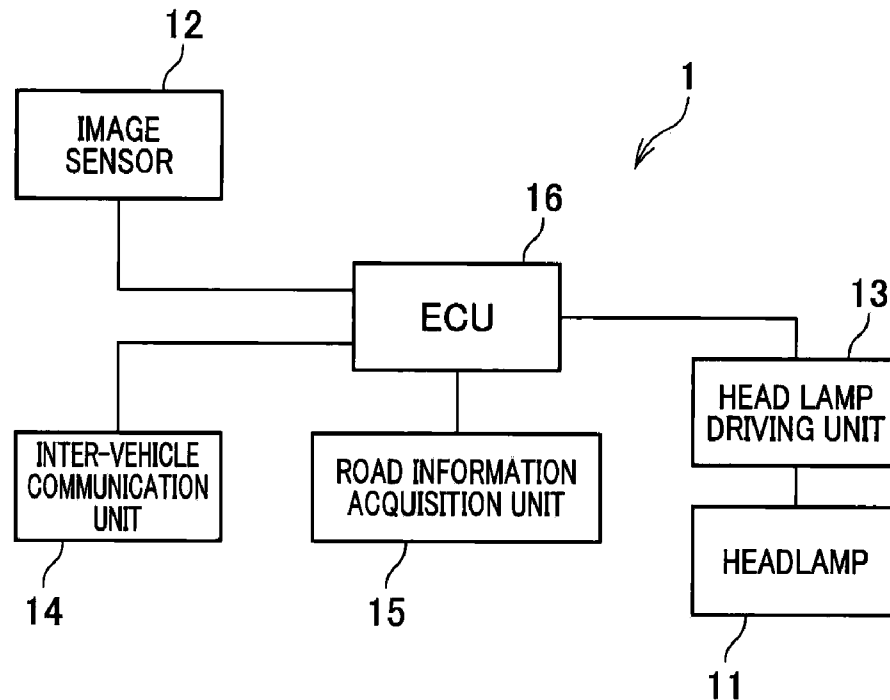 12
IMAGE
SENSOR
1
16
ECU
13
HEAD LAMP
DRIVING UNIT
INTER-VEHICLE
COMMUNICATION
UNIT
ROAD INFORMATION
ACQUISITION UNIT
HEADLAMP
14
15
11